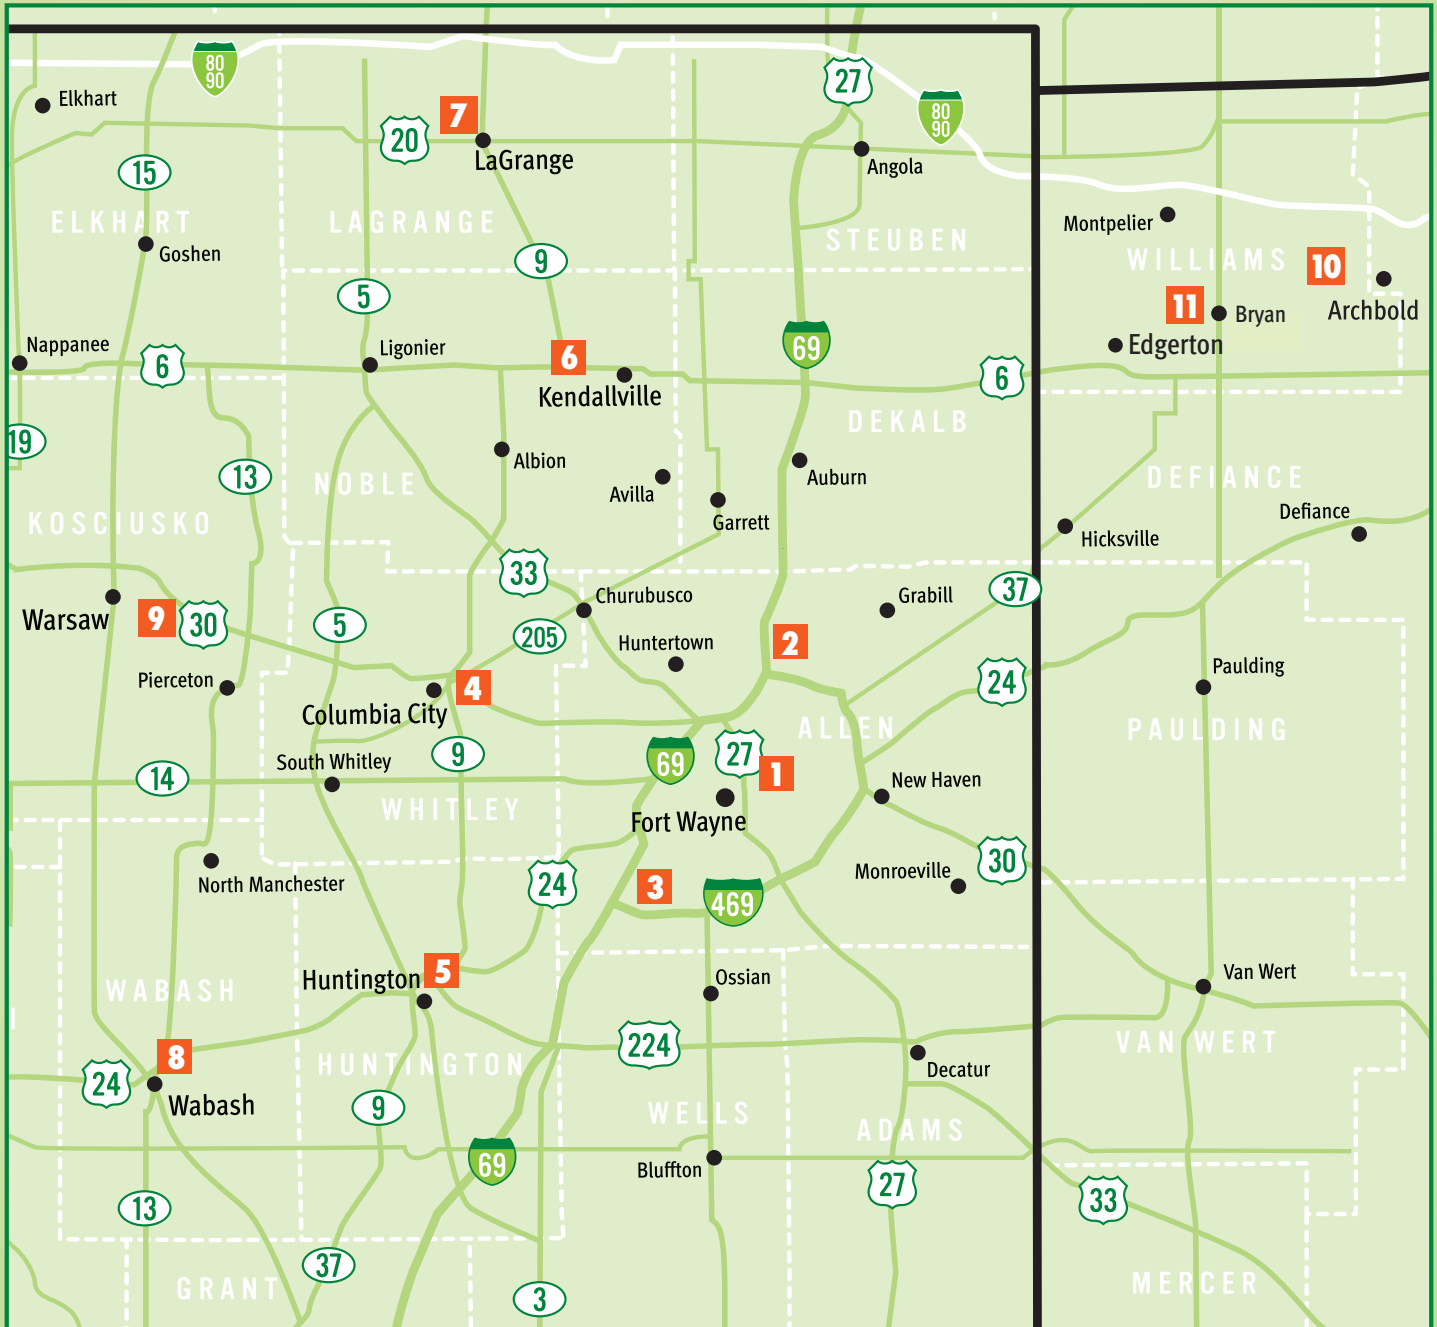 80
90
27
80
90
Elkhart
7
20
LaGrange
Angola
15
ELKHART
LAGRANGE
STEUBEN
Montpelier
WILLIAMS
Goshen
9
10
Archbold
5
11
Bryan
Edgerton
Nappanee
6
Ligonier
6
Kendallville
69
6
DEKALB
19
13
NOBLE
Albion
Avilla
Auburn
Garrett
DEFIANCE
Defiance
Hicksville
KOSCIUSKO
33
37
Churubusco
Grabill
Warsaw
9
30
5
205
Huntertown
2
Pierceton
Columbia City
4
24
Paulding
ALLEN
PAULDING
South Whitley
9
69
27
1
14
WHITLEY
Fort Wayne
New Haven
North Manchester
24
3
469
Monroeville
30
Huntington
5
Ossian
Van Wert
WABASH
8
24
Wabash
HUNTINGTON
224
Decatur
VAN WERT
9
WELLS
ADAMS
69
Bluffton
27
33
13
37
GRANT
3
MERCER